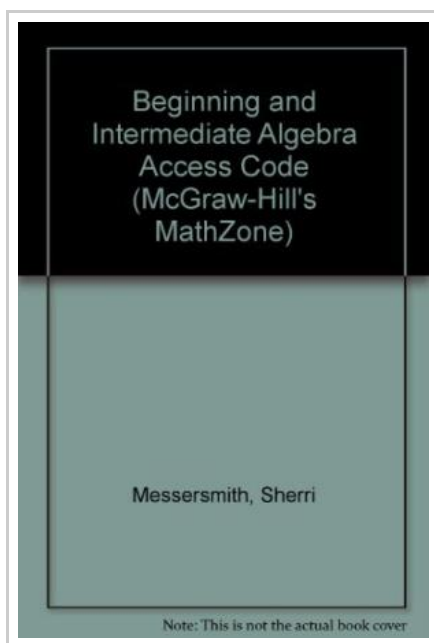 Beginning and
Intermediate Algebra
Access Code
(McGraw-Hill's
MathZone)
Messersmith, Sherri
Note: This is not the actual book cover